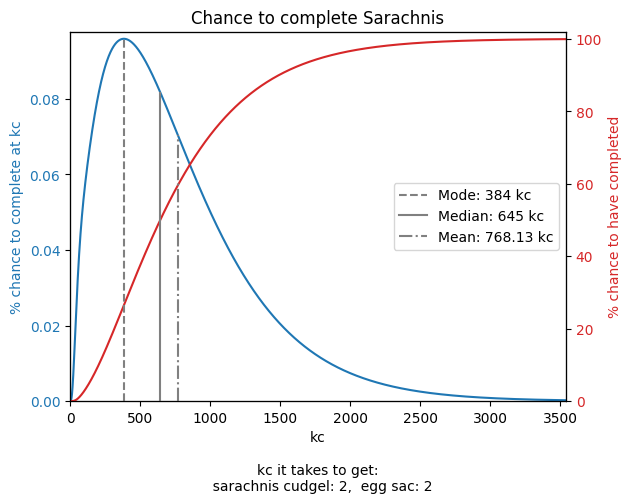 Chance to complete Sarachnis
% chance to complete at kc
0.08
0.06
0.04
0.02
0.00
100
80
60
40
20
0
% chance to have completed
Mode: 384 kc
Median: 645 kc
Mean: 768.13 kc
0 500 1000 1500 2000 2500 3000 3500
kc
kc it takes to get:
sarachnis cudgel: 2,  egg sac: 2